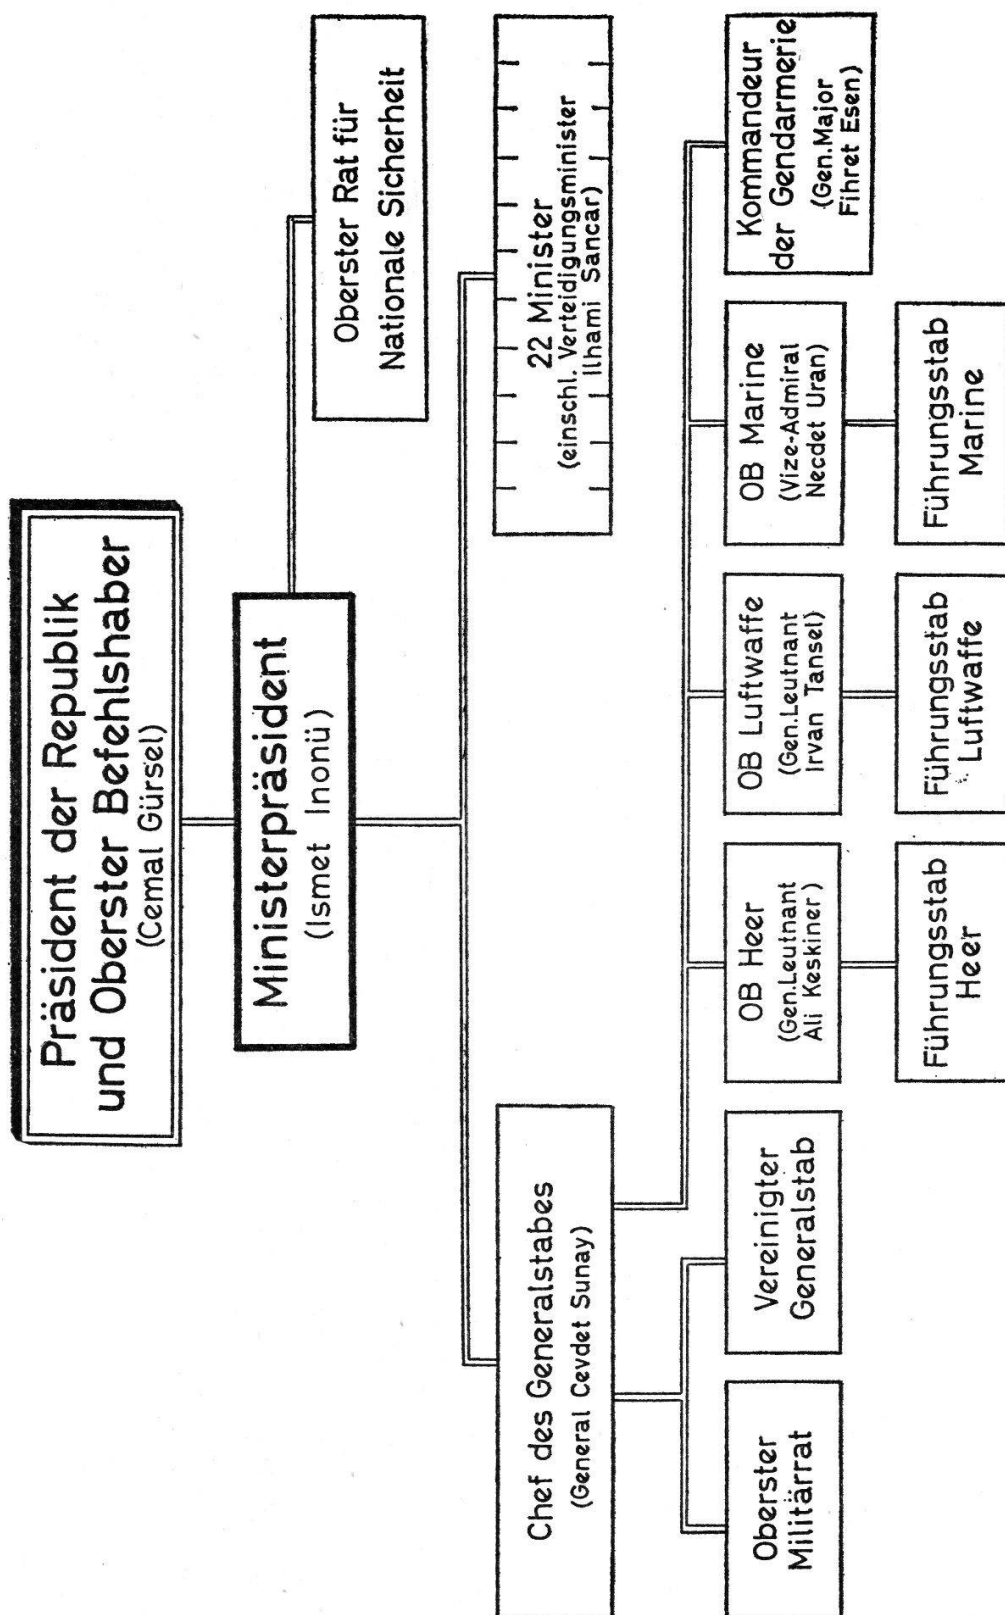 Präsident der Republik
und Oberster Befehlshaber
(Cemal Gürsel)
Ministerpräsident
(Ismet Inonü)
Oberster Rat für
Nationale Sicherheit
Chef des Generalstabes
(General Cevdet Sunay)
22 Minister
(einschl. Verteidigungsminister
Ilhami Sancar)
Oberster
Militärrat
Vereinigter
Generalstab
OB Heer
(Gen.Leutnant
Ali Keskiner)
OB Luftwaffe
(Gen.Leutnant
Irvan Tansel)
OB Marine
(Vize-Admiral
Necdet Uran)
Kommandeur
der Gendarmerie
(Gen.Major
Fihret Esen)
Führungsstab
Heer
Führungsstab
Luftwaffe
Führungsstab
Marine